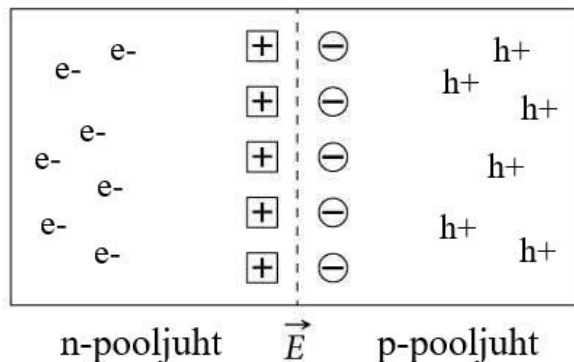 e- e- + − h+
h+
+ − h+
e-
e- + − h+
e-
e- + − h+
e- + − h+
n-pooljuht E p-pooljuht